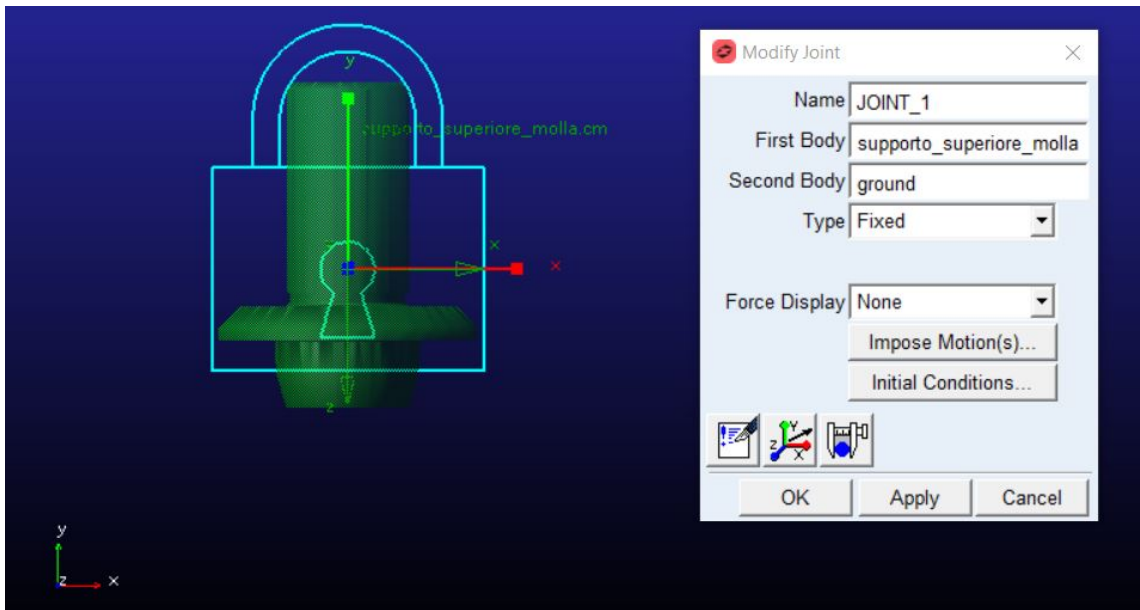 Modify Joint
Name JOINT_1
First Body supporto_superiore_molla
Second Body ground
Type Fixed
Force Display None
Impose Motion(s)...
Initial Conditions...
Z Y X
OK Apply Cancel
y
supporto_superiore_molla.cm
x x
z
y
z x